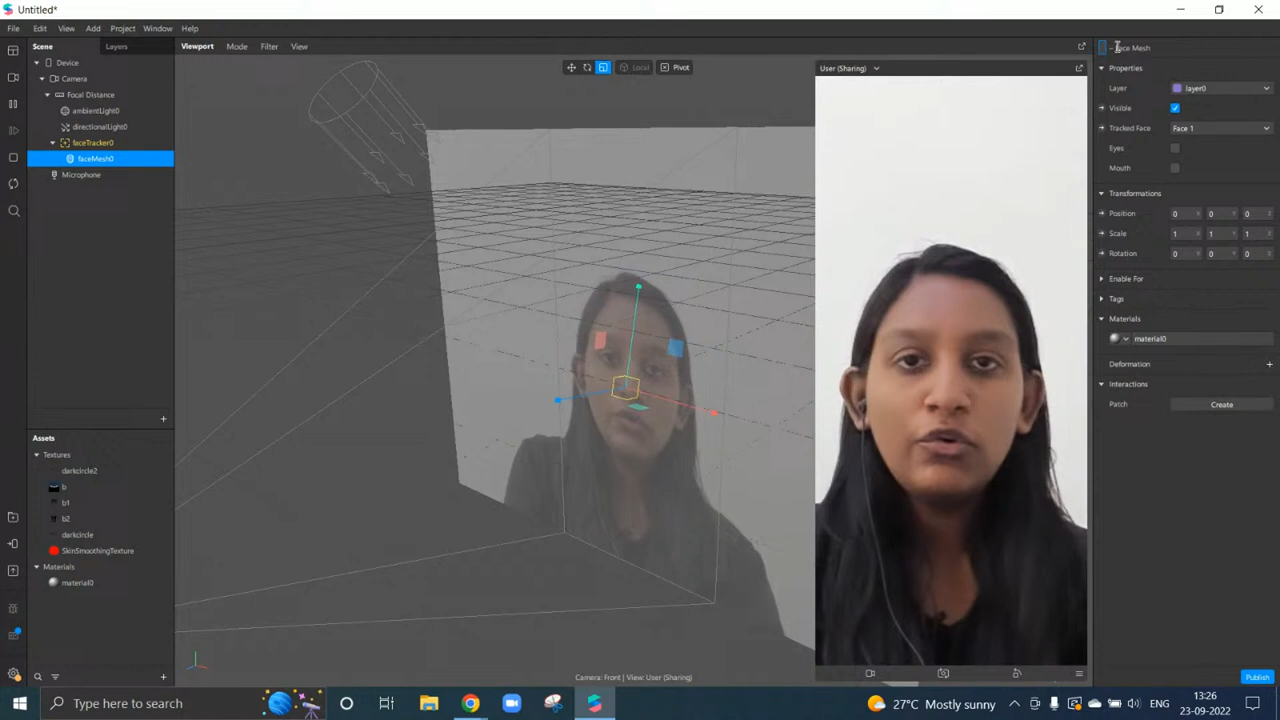 Untitled*
File Edit View Add Project Window Help
Scene Layers
Device
Camera
Focal Distance
ambientLight0
directionalLight0
faceTracker0
faceMesh0
Microphone
Assets
Textures
darkcircle2
b
b1
b2
darkcircle
SkinSmoothingTexture
Materials
material0
Viewport Mode Filter View
Local Pivot
User (Sharing)
Camera: Front | View: User (Sharing)
Face Mesh
Properties
Layer layer0
Visible
Tracked Face Face 1
Eyes
Mouth
Transformations
Position 0 0 0
Scale 1 1 1
Rotation 0 0 0
Enable For
Tags
Materials
material0
Deformation +
Interactions
Patch Create
Publish
Type here to search
27°C Mostly sunny
ENG
13:26
23-09-2022